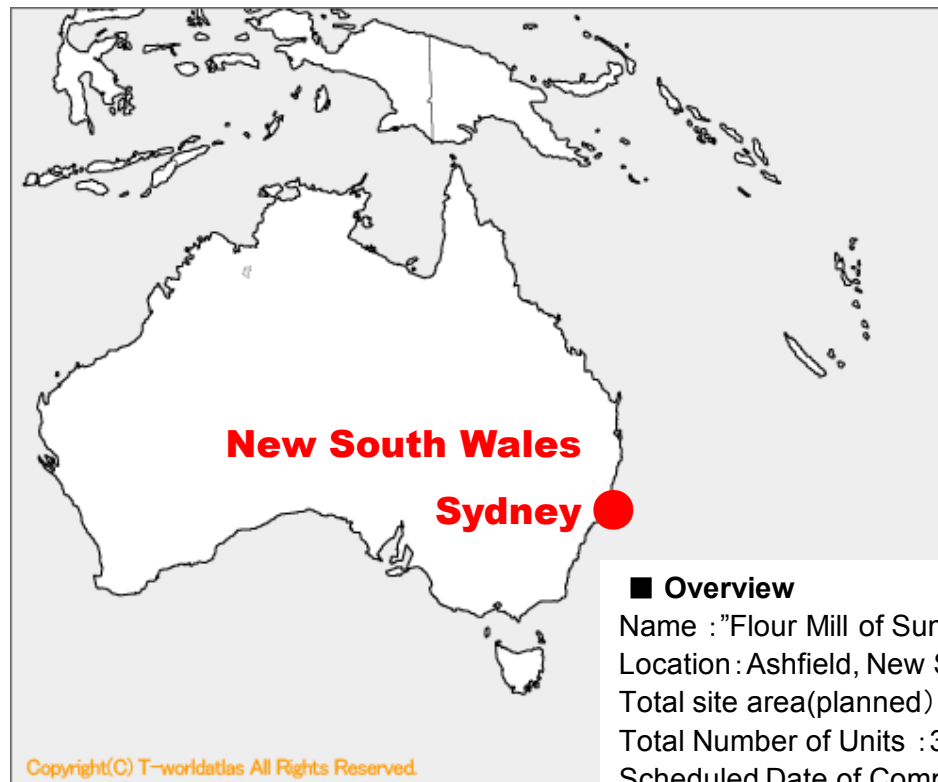 New South Wales
Sydney
■ Overview
Name :”Flour Mill of Sum
Location:Ashfield, New S
Total site area(planned)
Total Number of Units :3
Scheduled Date of Comp
Copyright(C) T-worldatlas All Rights Reserved.